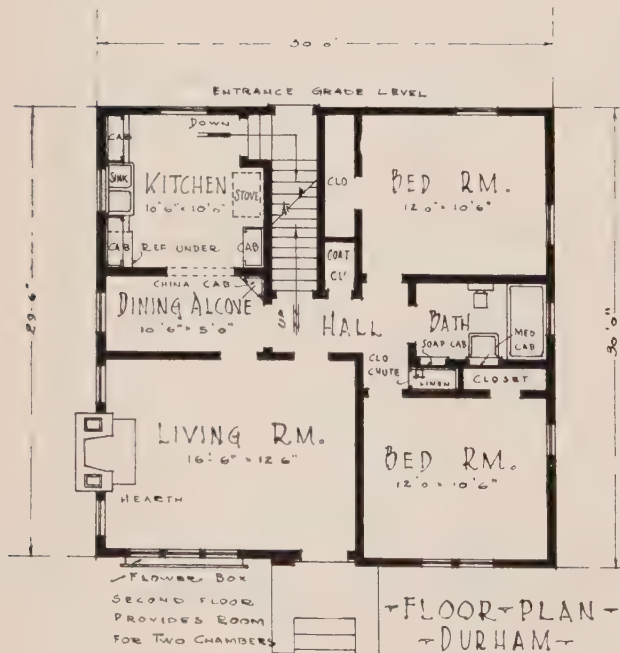 30'0"
ENTRANCE GRADE LEVEL
29'-6"
30'0"
CAB
DOWN
SINK
KITCHEN
10'6" × 10'0"
STOVE
CAB
REF UNDER
CAB
CLO
BED RM.
12'0" × 10'6"
COAT
CL'
CHINA CAB
DINING ALCOVE
10'6" × 5'0"
UP
HALL
BATH
SOAP CAB
MED
CAB
CLO
CHUTE
LINEN
CLOSET
LIVING RM.
16'-6" × 12'6"
HEARTH
BED RM.
12'0 × 10'6"
FLOWER BOX
SECOND FLOOR
PROVIDES ROOM
FOR TWO CHAMBERS
-FLOOR-PLAN-
-DURHAM-